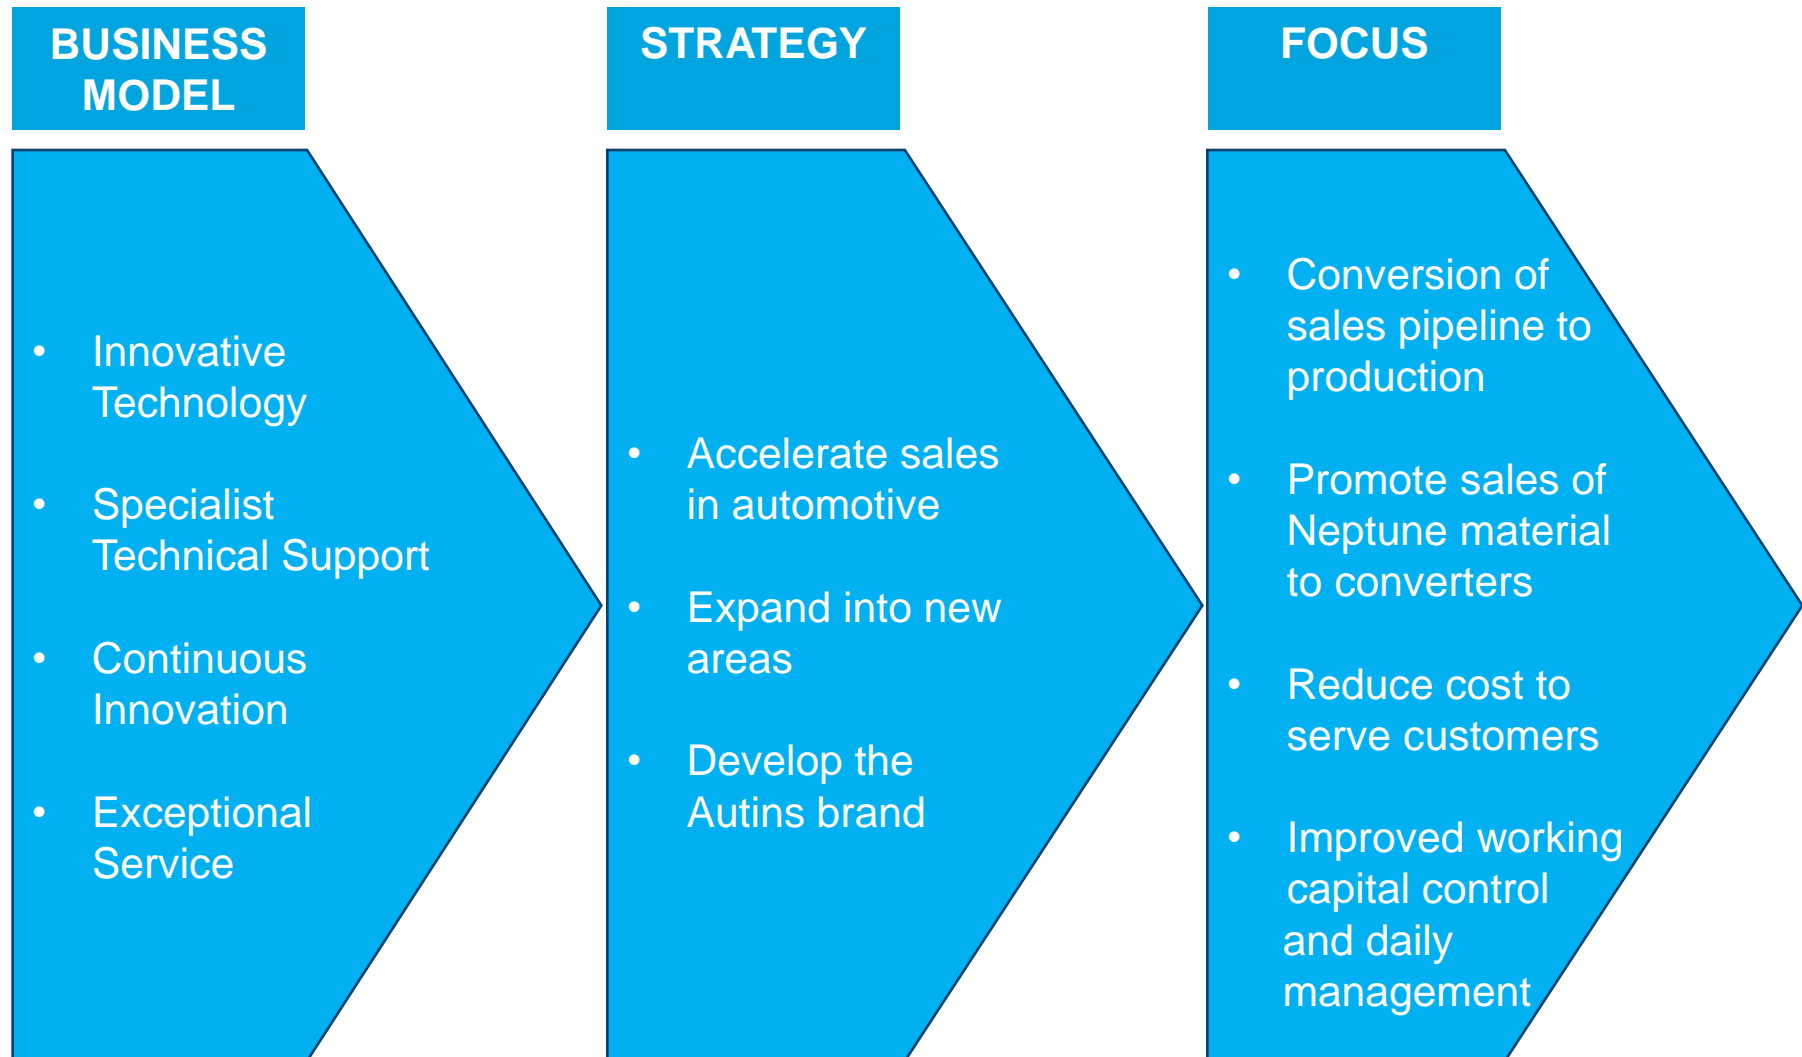 BUSINESS
MODEL
• Innovative
Technology
• Specialist
Technical Support
• Continuous
Innovation
• Exceptional
Service
STRATEGY
• Accelerate sales
in automotive
• Expand into new
areas
• Develop the
Autins brand
FOCUS
• Conversion of
sales pipeline to
production
• Promote sales of
Neptune material
to converters
• Reduce cost to
serve customers
• Improved working
capital control
and daily
management